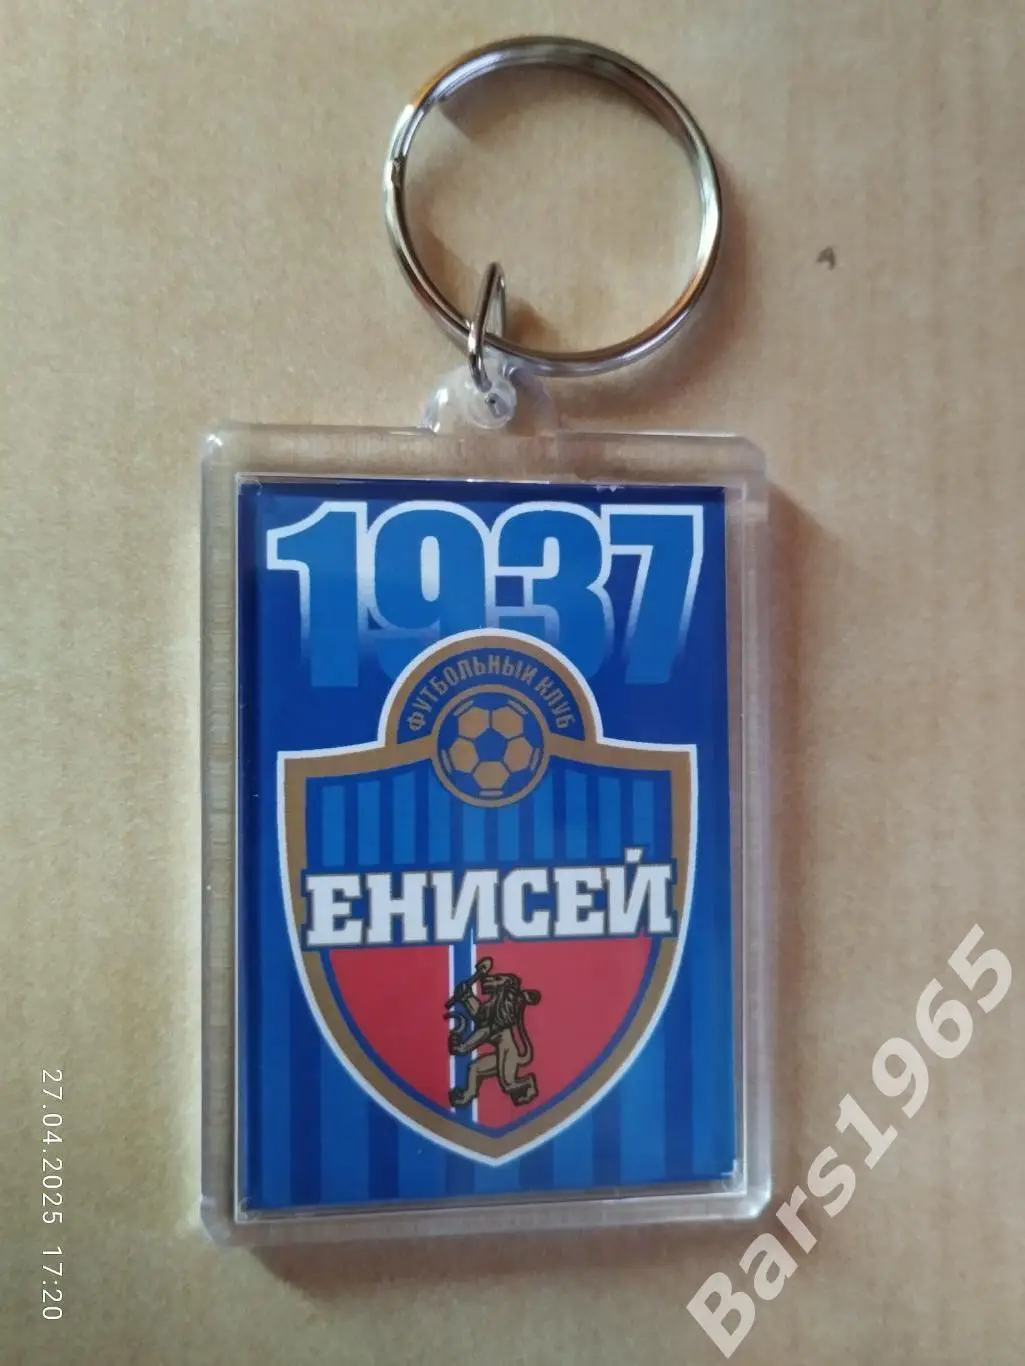 1937
ФУТБОЛЬНЫЙ КЛУБ
ЕНИСЕЙ
27.04.2025 17:20
Bars1965